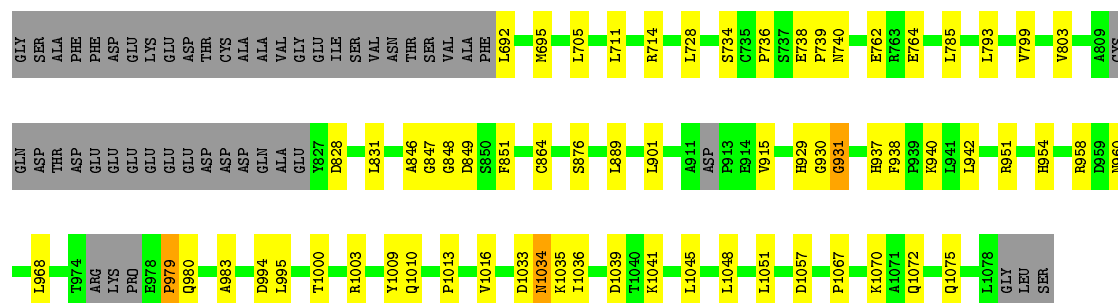 GLY SER ALA PHE PHE ASP GLU LYS GLU ASP THR CYS ALA ALA VAL GLY GLU ILE SER VAL ASN THR SER VAL ALA PHE L692 M695 L705 L711 R714 L728 S734 C735 P736 S737 E738 P739 N740 E762 R763 E764 L785 L793 V799 V803 A809 CYS
GLN ASP THR ASP GLU GLU GLU GLU GLU GLU ASP ASP ASP GLN ALA GLU Y827 D828 L831 A846 G847 G848 D849 S850 F851 C864 S876 L889 L901 A911 ASP P913 E914 V915 H929 G930 G931 H937 F938 P939 K940 L941 L942 R951 H954 R958 D959 N960
L968 T974 ARG LYS PRO E978 P979 Q980 A983 D994 L995 T1000 R1003 Y1009 Q1010 P1013 V1016 D1033 N1034 K1035 I1036 D1039 T1040 K1041 L1045 L1048 L1051 D1057 P1067 K1070 A1071 Q1072 Q1075 L1078 GLY LEU SER